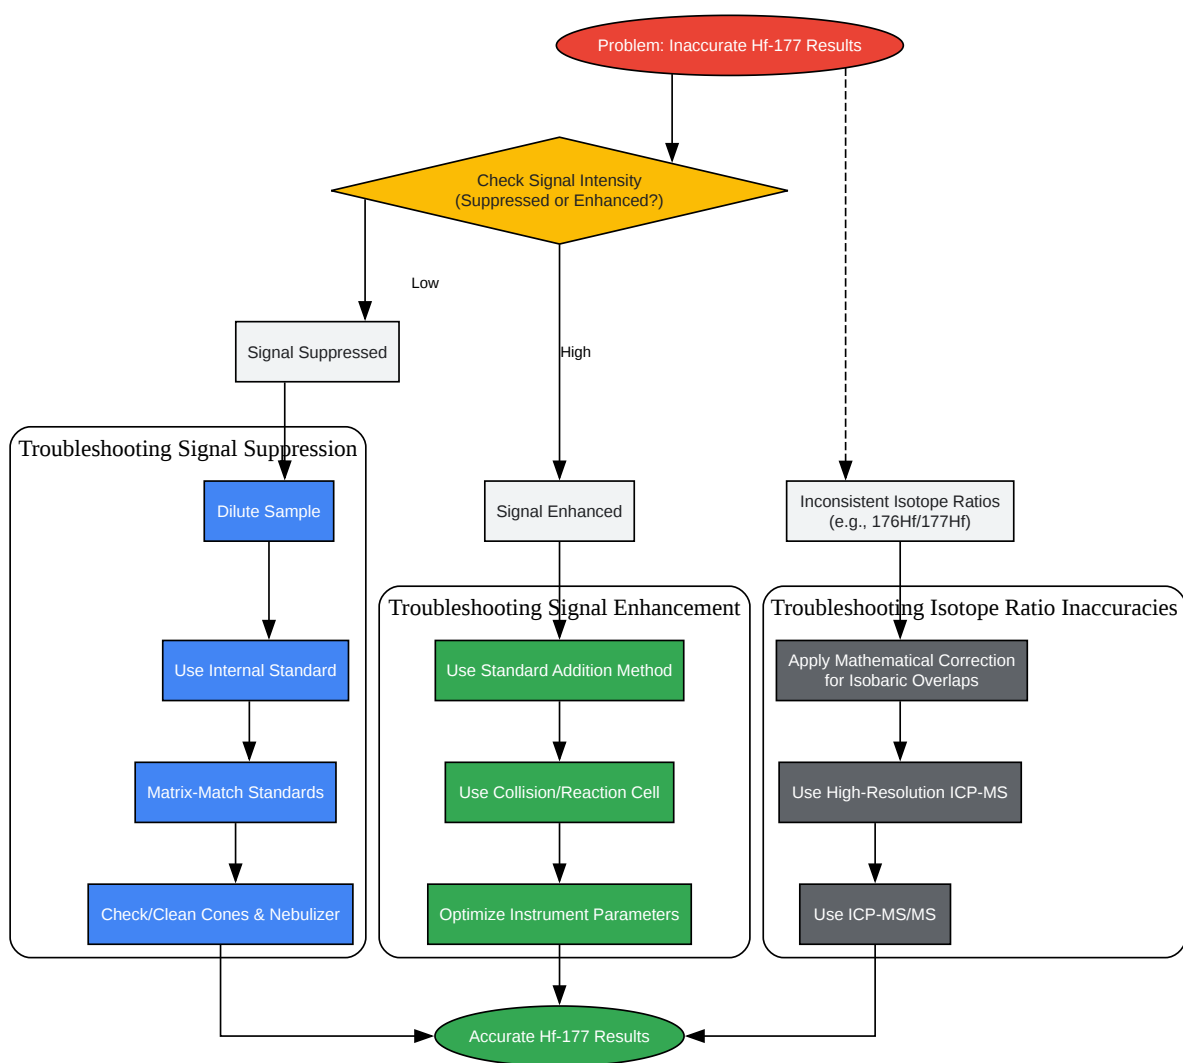 Problem: Inaccurate Hf-177 Results
Check Signal Intensity
(Suppressed or Enhanced?)
Low
High
Signal Suppressed
Troubleshooting Signal Suppression
Dilute Sample
Use Internal Standard
Matrix-Match Standards
Check/Clean Cones & Nebulizer
Signal Enhanced
Troubleshooting Signal Enhancement
Use Standard Addition Method
Use Collision/Reaction Cell
Optimize Instrument Parameters
Inconsistent Isotope Ratios
(e.g., 176Hf/177Hf)
Troubleshooting Isotope Ratio Inaccuracies
Apply Mathematical Correction
for Isobaric Overlaps
Use High-Resolution ICP-MS
Use ICP-MS/MS
Accurate Hf-177 Results